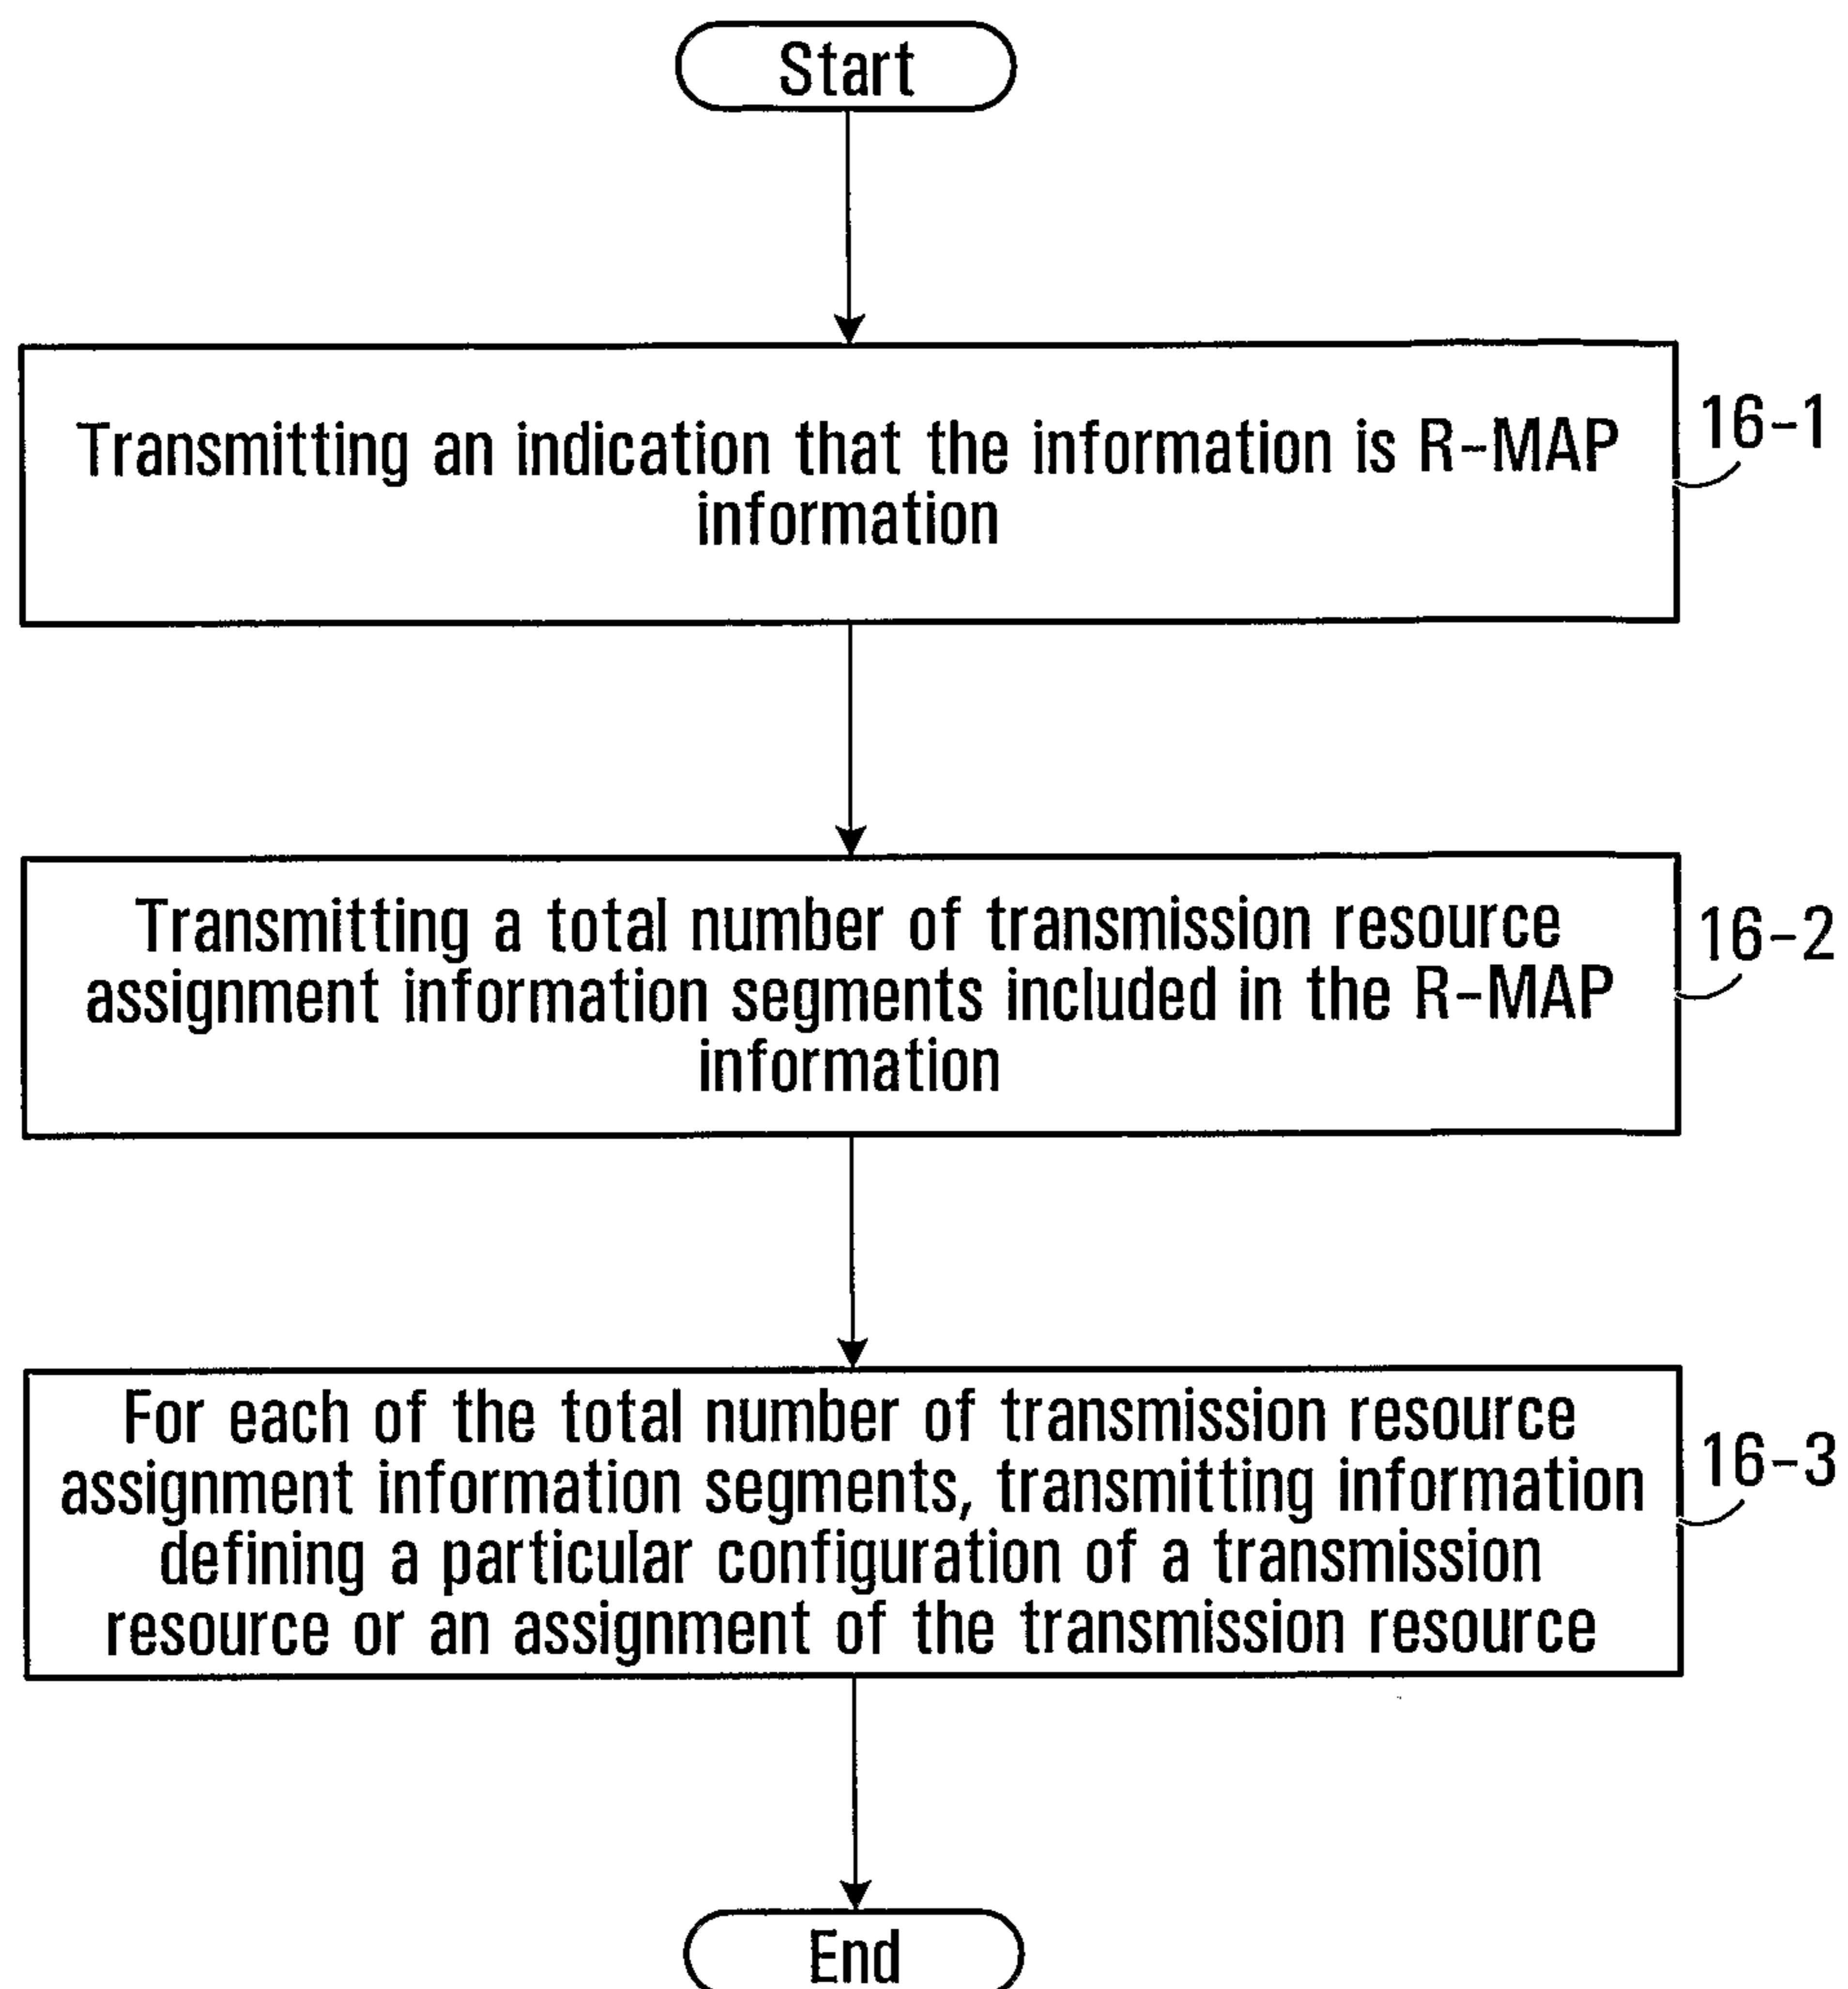 Start
Transmitting an indication that the information is R-MAP
information
16-1
Transmitting a total number of transmission resource
assignment information segments included in the R-MAP
information
16-2
For each of the total number of transmission resource
assignment information segments, transmitting information
defining a particular configuration of a transmission
resource or an assignment of the transmission resource
16-3
End